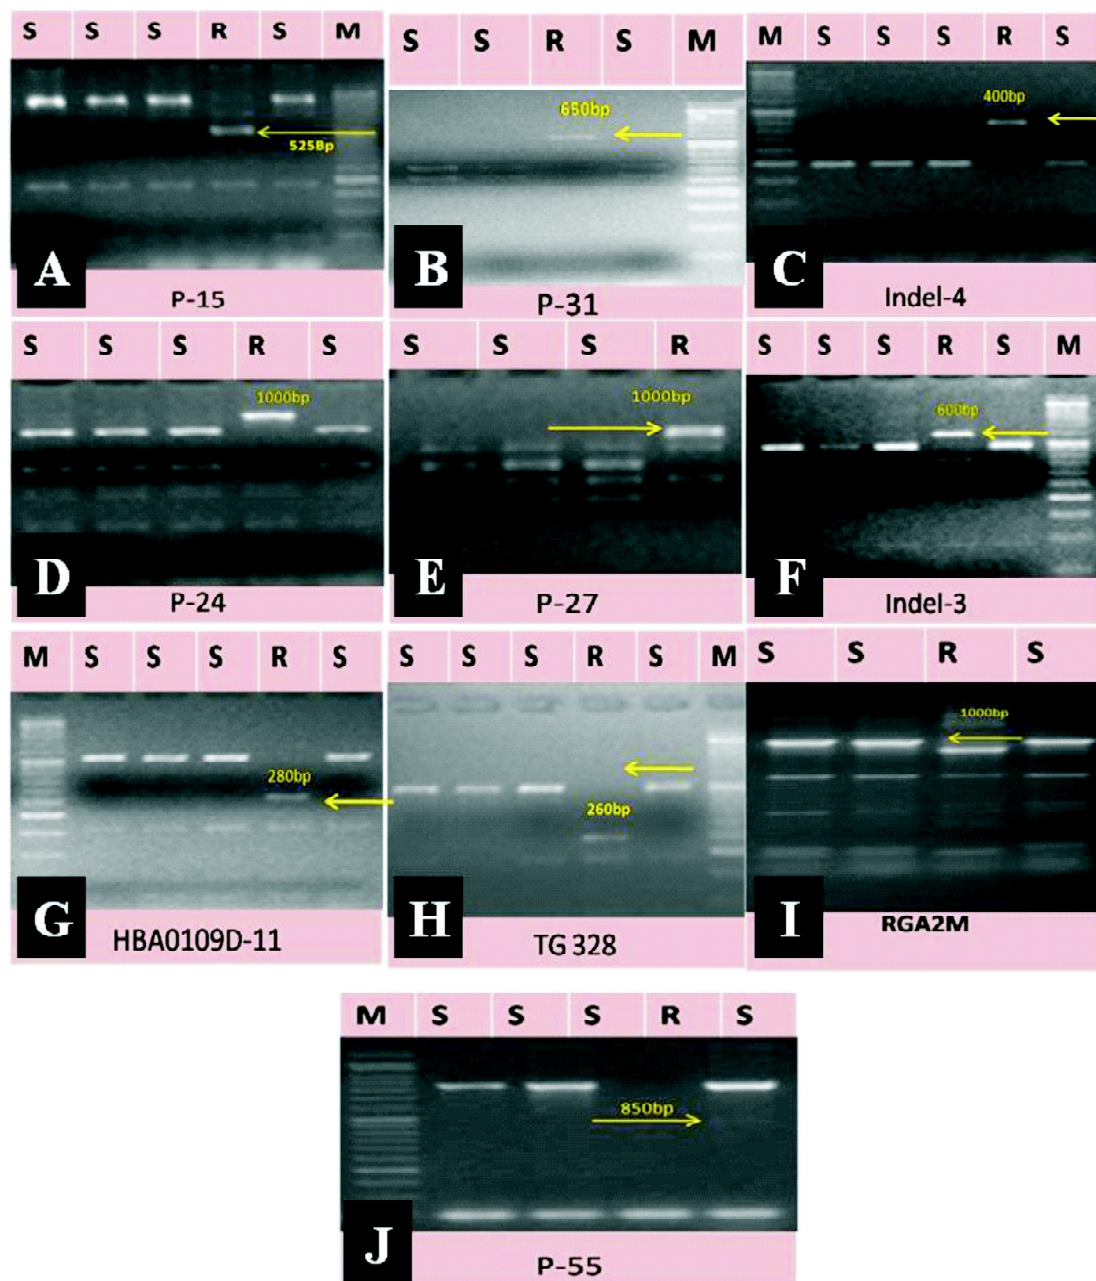 S S S R S M
525Bp
A
P-15
S S R S M
650bp
B
P-31
M S S S R S
400bp
C
Indel-4
S S S R S
1000bp
D
P-24
S S S R
1000bp
E
P-27
S S S R S M
600bp
F
Indel-3
M S S S R S
280bp
G
HBA0109D-11
S S S R S M
260bp
H
TG 328
S S R S
1000bp
I
RGA2M
M S S S R S
850bp
J
P-55